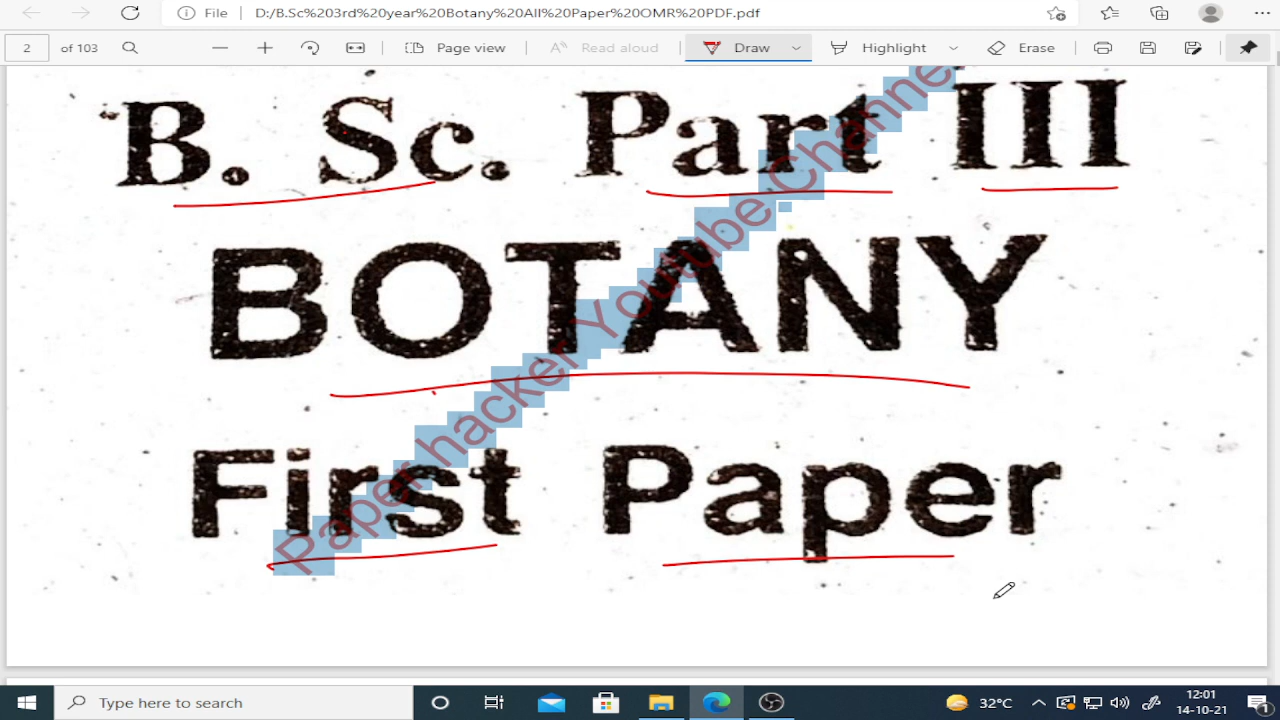 File D:/B.Sc%203rd%20year%20Botany%20All%20Paper%20OMR%20PDF.pdf
2 of 103 Page view Read aloud Draw Highlight Erase
B. Sc. Part III
BOTANY
First Paper
Paper hacker Youtube Channel
Type here to search
32°C
12:01
14-10-21
1